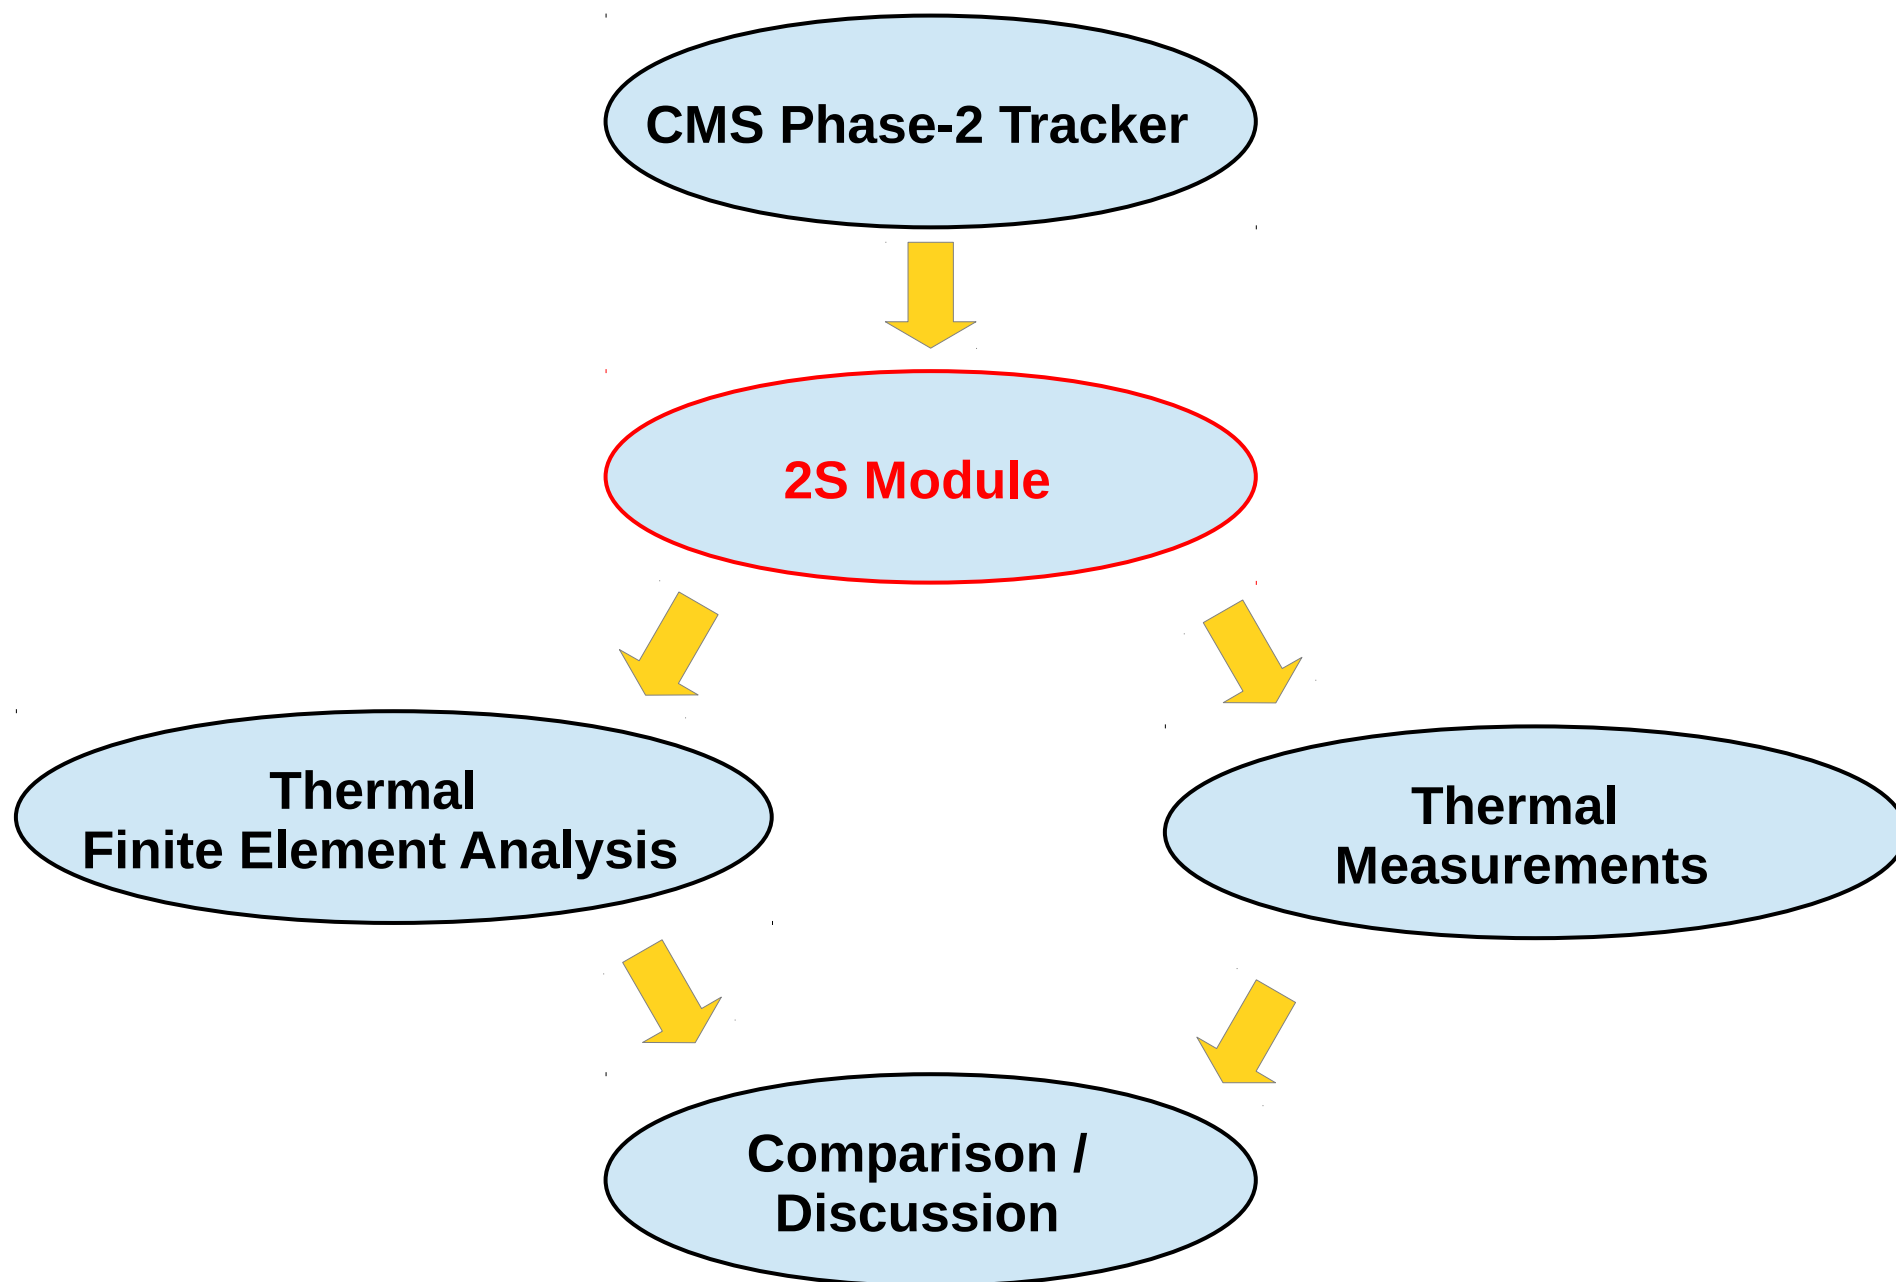 CMS Phase-2 Tracker
2S Module
Thermal
Finite Element Analysis
Thermal
Measurements
Comparison /
Discussion